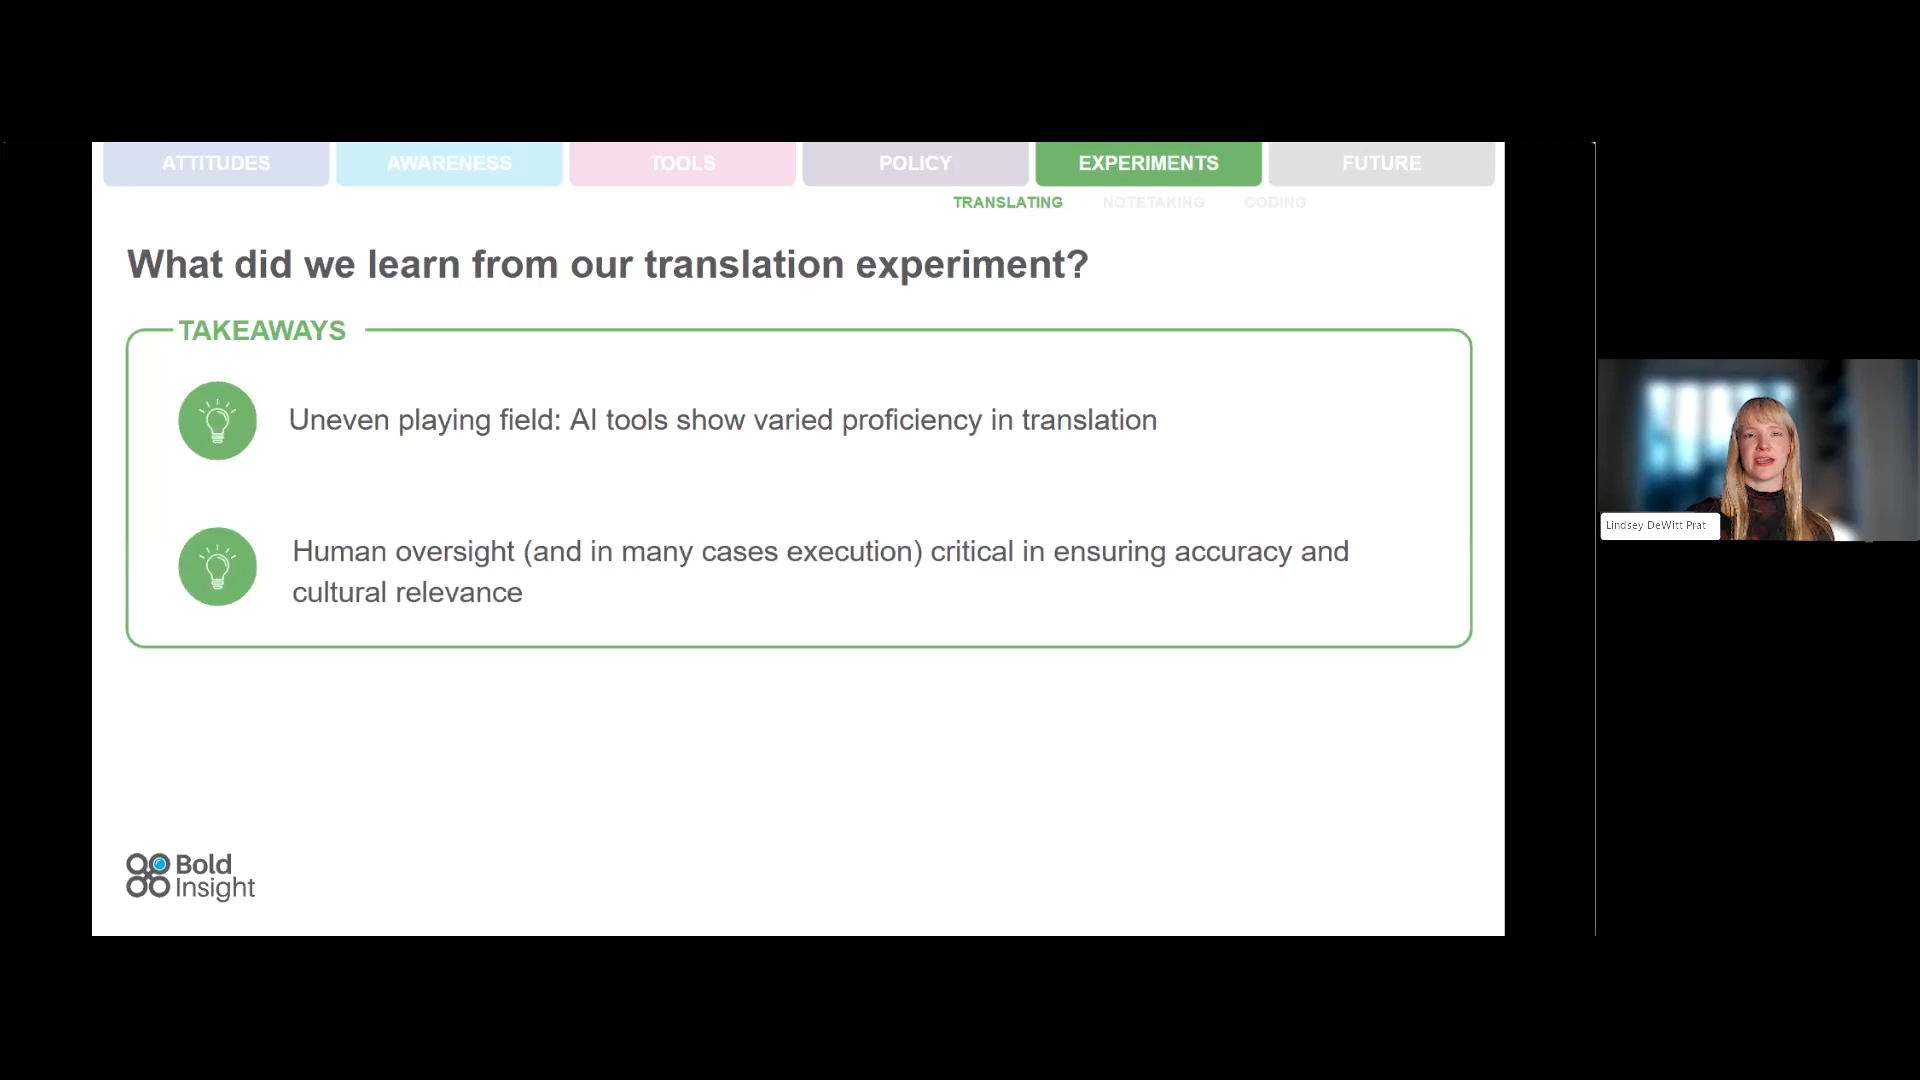 ATTITUDES
AWARENESS
TOOLS
POLICY
EXPERIMENTS
FUTURE
TRANSLATING
NOTETAKING
CODING
What did we learn from our translation experiment?
TAKEAWAYS
Uneven playing field: AI tools show varied proficiency in translation
Human oversight (and in many cases execution) critical in ensuring accuracy and
cultural relevance
Lindsey DeWitt Prat
Bold
Insight